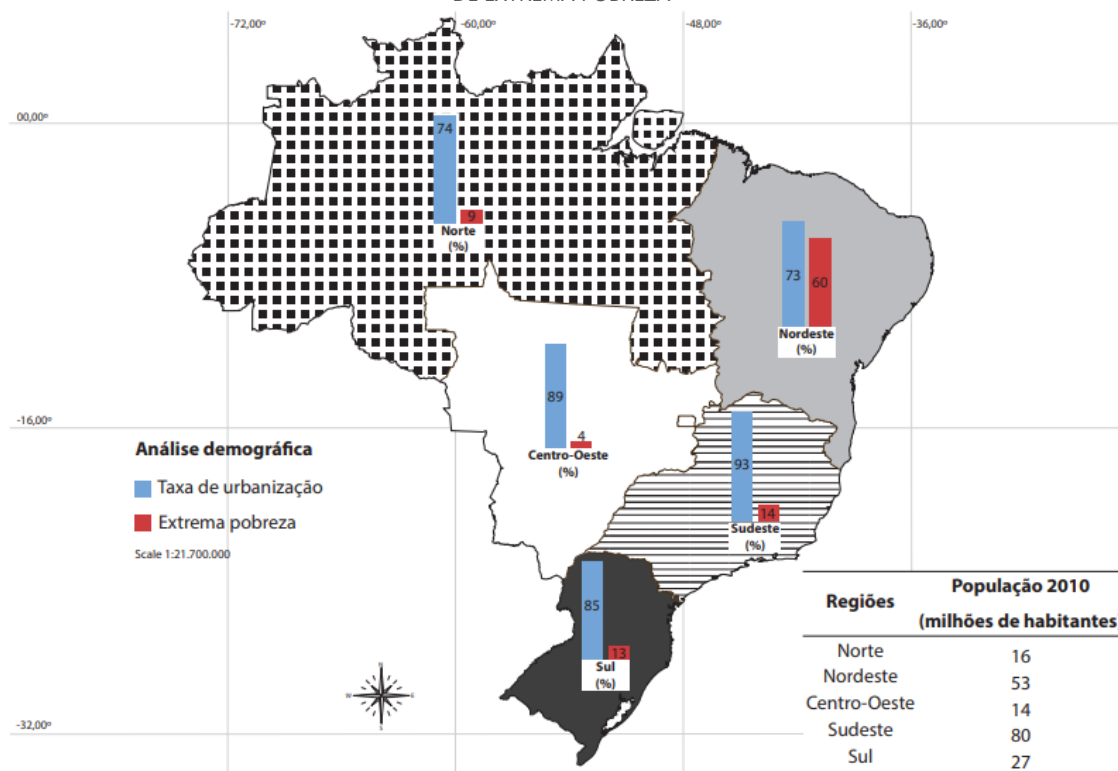 DE EXTREMA POBREZA
-72,00º
-60,00º
-48,00º
-36,00º
00,00º
74
9
Norte
(%)
73
60
Nordeste
(%)
89
4
Centro-Oeste
(%)
-16,00º
93
14
Sudeste
(%)
Análise demográfica
Taxa de urbanização
Extrema pobreza
Scale 1:21.700.000
85
13
Sul
(%)
N
W
E
S
-32,00º
Regiões População 2010
(milhões de habitantes
Norte 16
Nordeste 53
Centro-Oeste 14
Sudeste 80
Sul 27